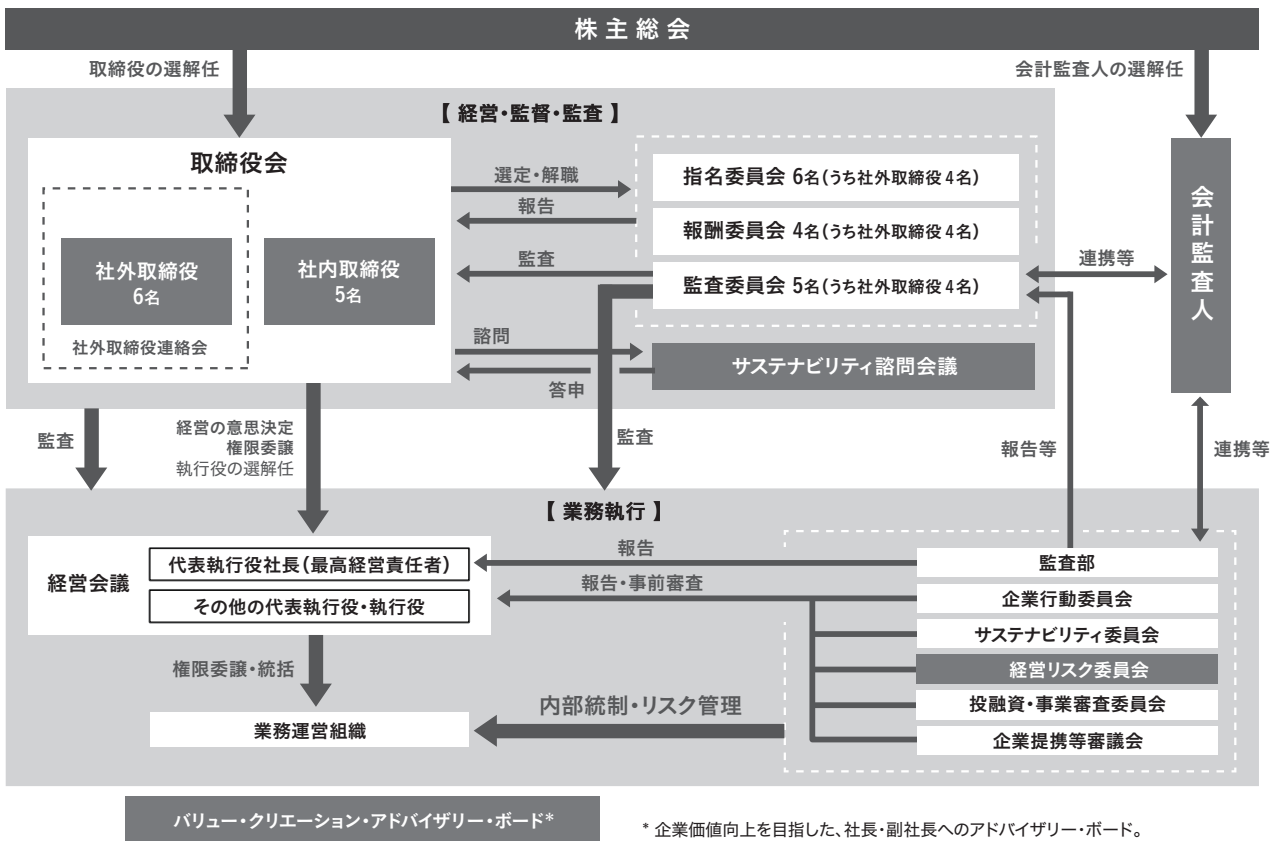 株主総会
取締役の選解任
会計監査人の選解任
【 経営・監督・監査 】
取締役会
社外取締役
6名
社内取締役
5名
社外取締役連絡会
選定・解職
報告
監査
諮問
答申
指名委員会 6名(うち社外取締役 4名)
報酬委員会 4名(うち社外取締役 4名)
監査委員会 5名(うち社外取締役 4名)
サステナビリティ諮問会議
連携等
会計監査人
監査
経営の意思決定
権限委譲
執行役の選解任
監査
報告等
連携等
【 業務執行 】
経営会議
代表執行役社長(最高経営責任者)
その他の代表執行役・執行役
報告
報告・事前審査
監査部
企業行動委員会
サステナビリティ委員会
経営リスク委員会
投融資・事業審査委員会
企業提携等審議会
権限委譲・統括
内部統制・リスク管理
業務運営組織
バリュー・クリエーション・アドバイザリー・ボード*
* 企業価値向上を目指した、社長・副社長へのアドバイザリー・ボード。